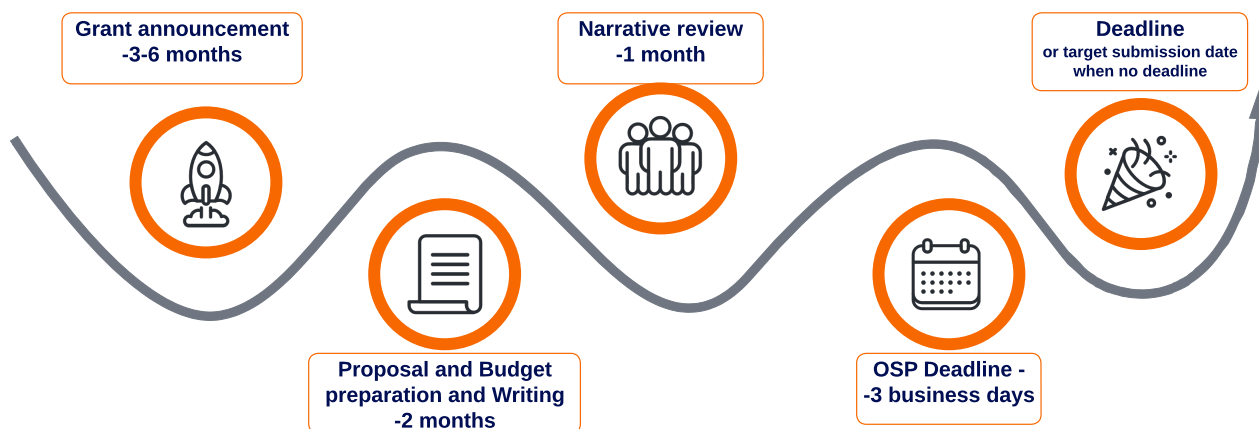 Grant announcement
-3-6 months
Proposal and Budget
preparation and Writing
-2 months
Narrative review
-1 month
OSP Deadline -
-3 business days
Deadline
or target submission date
when no deadline